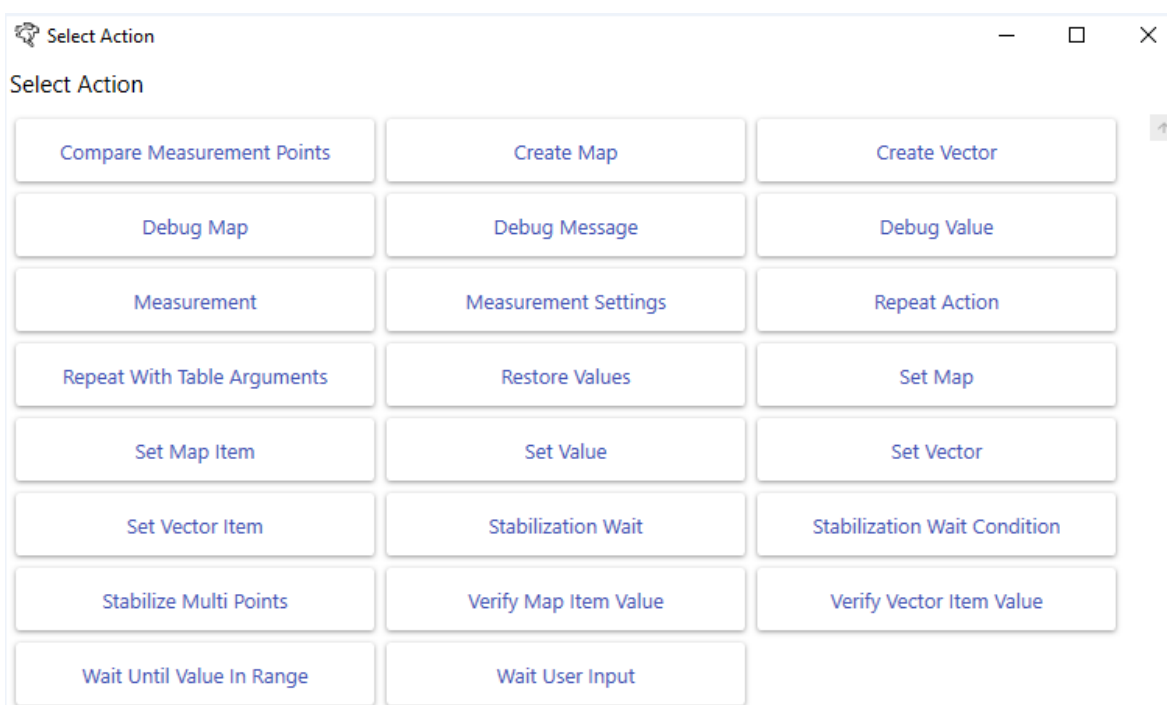 Select Action
Select Action
Compare Measurement Points Create Map Create Vector
Debug Map Debug Message Debug Value
Measurement Measurement Settings Repeat Action
Repeat With Table Arguments Restore Values Set Map
Set Map Item Set Value Set Vector
Set Vector Item Stabilization Wait Stabilization Wait Condition
Stabilize Multi Points Verify Map Item Value Verify Vector Item Value
Wait Until Value In Range Wait User Input